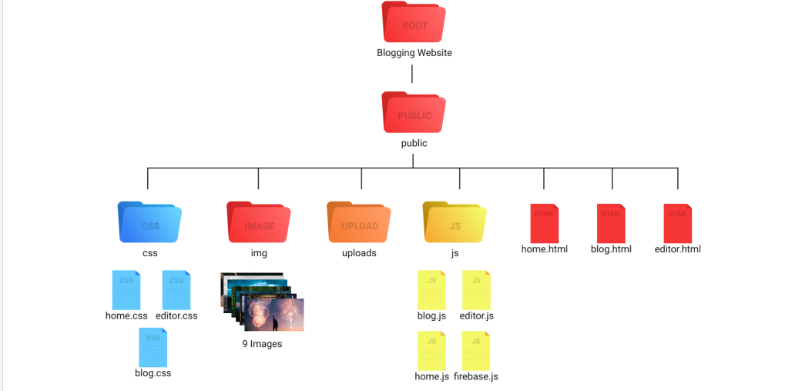 ROOT
Blogging Website
PUBLIC
public
CSS
IMAGE
UPLOAD
JS
HTML
HTML
HTML
css
img
uploads
js
home.html
blog.html
editor.html
CSS
CSS
JS
JS
home.css
editor.css
blog.js
editor.js
CSS
9 Images
JS
JS
blog.css
home.js
firebase.js